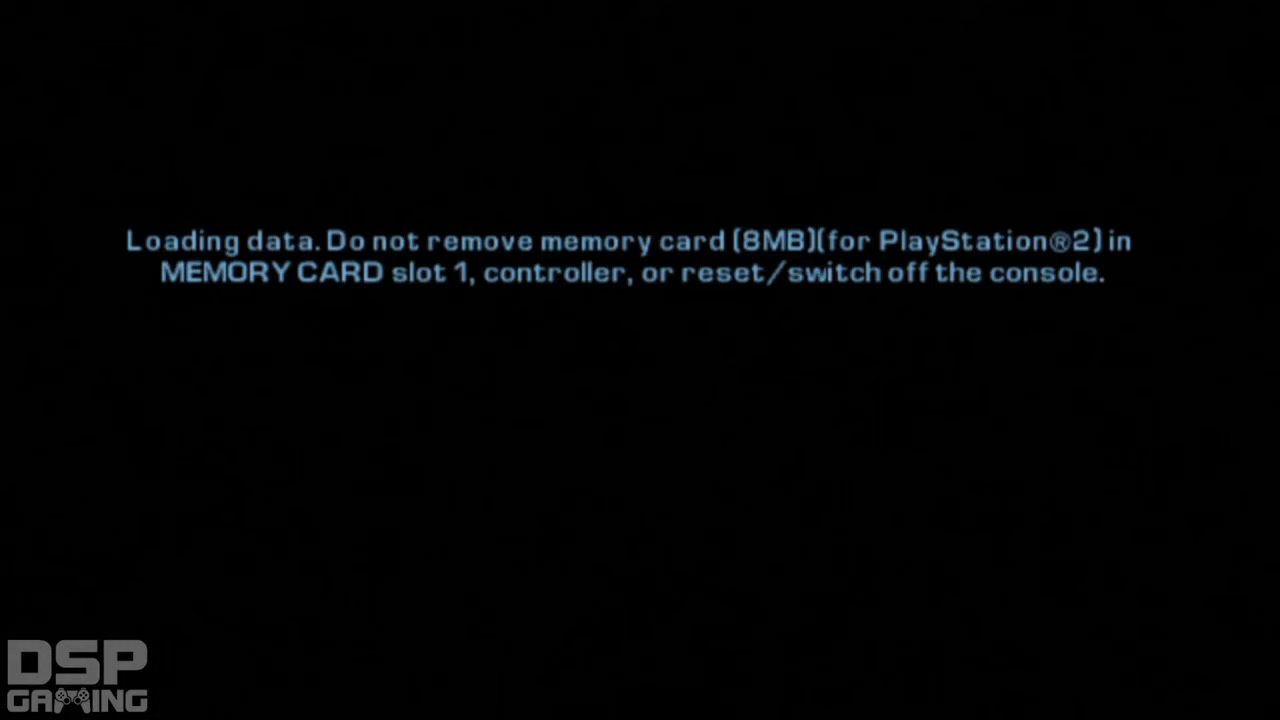 Loading data. Do not remove memory card (8MB)(for PlayStation®2) in
MEMORY CARD slot 1, controller, or reset/switch off the console.
DSP
GAMING